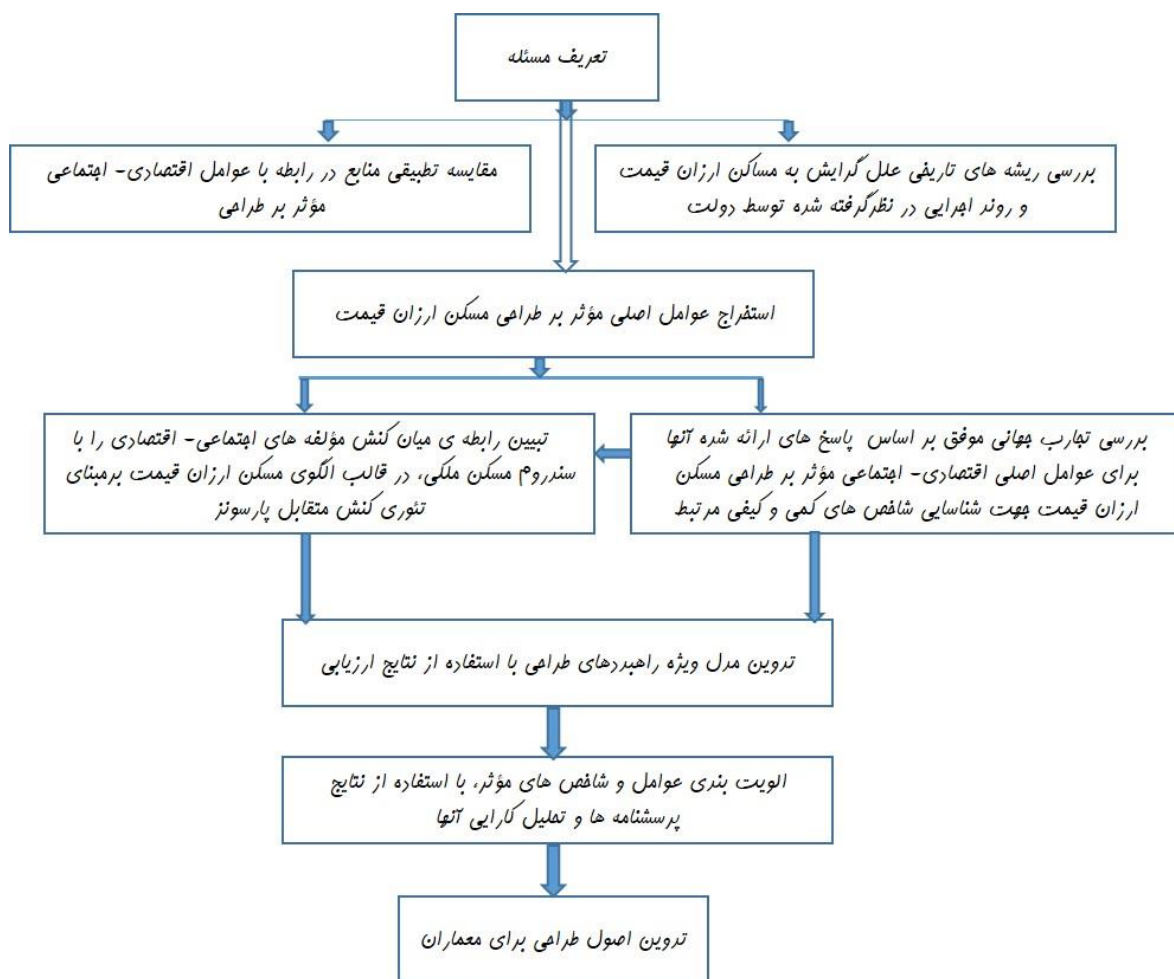 تعریف مسئله
بررسی ریشه های تاریخی علل گرایش به مساکن ارزان قیمت
و روند اجرایی در نظرگرفته شده توسط دولت
مقایسه تطبیقی منابع در رابطه با عوامل اقتصادی- اجتماعی
مؤثر بر طراحی
استخراج عوامل اصلی مؤثر بر طراحی مسکن ارزان قیمت
بررسی تجارب جهانی موفق بر اساس پاسخ های ارائه شده آنها
برای عوامل اصلی اقتصادی- اجتماعی مؤثر بر طراحی مسکن
ارزان قیمت جهت شناسایی شاخص های کمی و کیفی مرتبط
تبیین رابطه ی میان کنش مؤلفه های اجتماعی- اقتصادی را با
سندروم مسکن ملکی، در قالب الگوی مسکن ارزان قیمت برمبنای
تئوری کنش متقابل پارسونز
تدوین مدل ویژه راهبردهای طراحی با استفاده از نتایج ارزیابی
الویت بندی عوامل و شاخص های مؤثر، با استفاده از نتایج
پرسشنامه ها و تحلیل کارایی آنها
تدوین اصول طراحی برای معماران